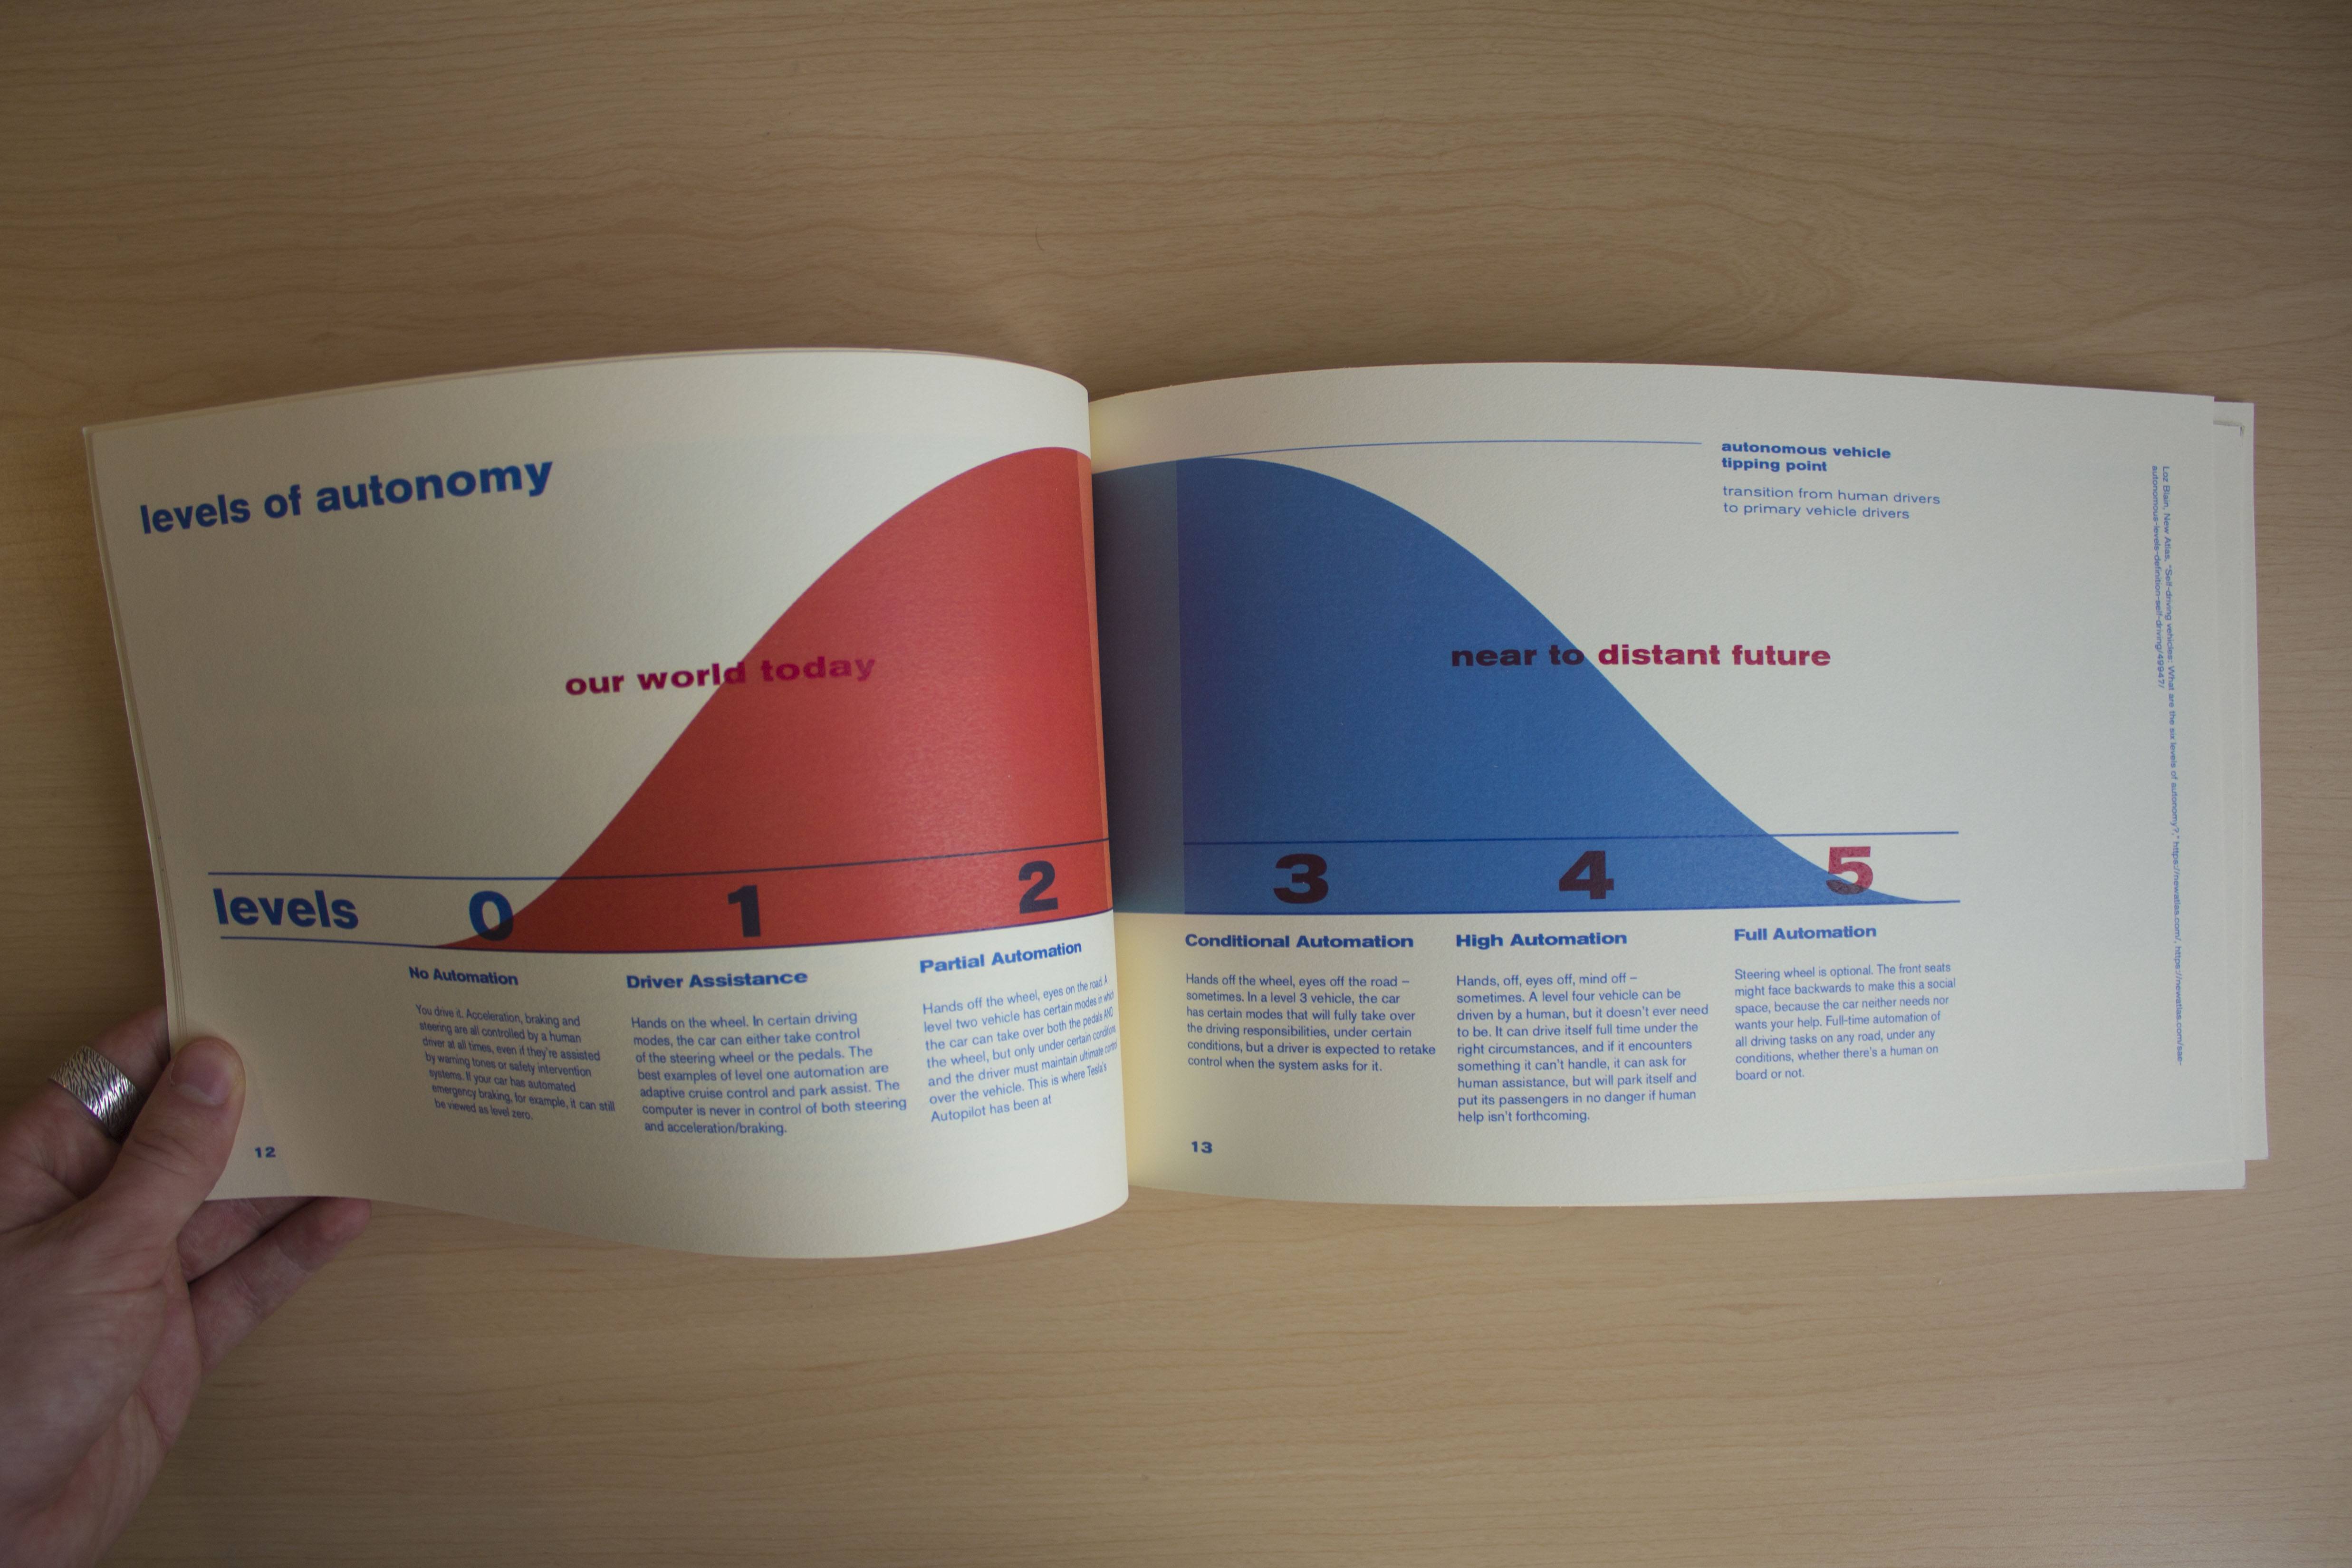 levels of autonomy
our world today
levels
0
1
2
No Automation
You drive it. Acceleration, braking and
steering are all controlled by a human
driver at all times, even if they're assisted
by warning tones or safety intervention
systems. If your car has automated
emergency braking, for example, it can still
be viewed as level zero.
Driver Assistance
Hands on the wheel. In certain driving
modes, the car can either take control
of the steering wheel or the pedals. The
best examples of level one automation are
adaptive cruise control and park assist. The
computer is never in control of both steering
and acceleration/braking.
Partial Automation
Hands off the wheel, eyes on the road. A
level two vehicle has certain modes in which
the car can take over both the pedals AND
the wheel, but only under certain conditions
and the driver must maintain ultimate control
over the vehicle. This is where Tesla's
Autopilot has been at
12
autonomous vehicle
tipping point
transition from human drivers
to primary vehicle drivers
near to distant future
3
4
5
Conditional Automation
Hands off the wheel, eyes off the road –
sometimes. In a level 3 vehicle, the car
has certain modes that will fully take over
the driving responsibilities, under certain
conditions, but a driver is expected to retake
control when the system asks for it.
High Automation
Hands, off, eyes off, mind off –
sometimes. A level four vehicle can be
driven by a human, but it doesn't ever need
to be. It can drive itself full time under the
right circumstances, and if it encounters
something it can't handle, it can ask for
human assistance, but will park itself and
put its passengers in no danger if human
help isn't forthcoming.
Full Automation
Steering wheel is optional. The front seats
might face backwards to make this a social
space, because the car neither needs nor
wants your help. Full-time automation of
all driving tasks on any road, under any
conditions, whether there's a human on
board or not.
13
Loz Blain, New Atlas, "Self-driving vehicles: What are the six levels of autonomy?," https://newatlas.com/, https://newatlas.com/sae-
autonomous-levels-definition-self-driving/49947/